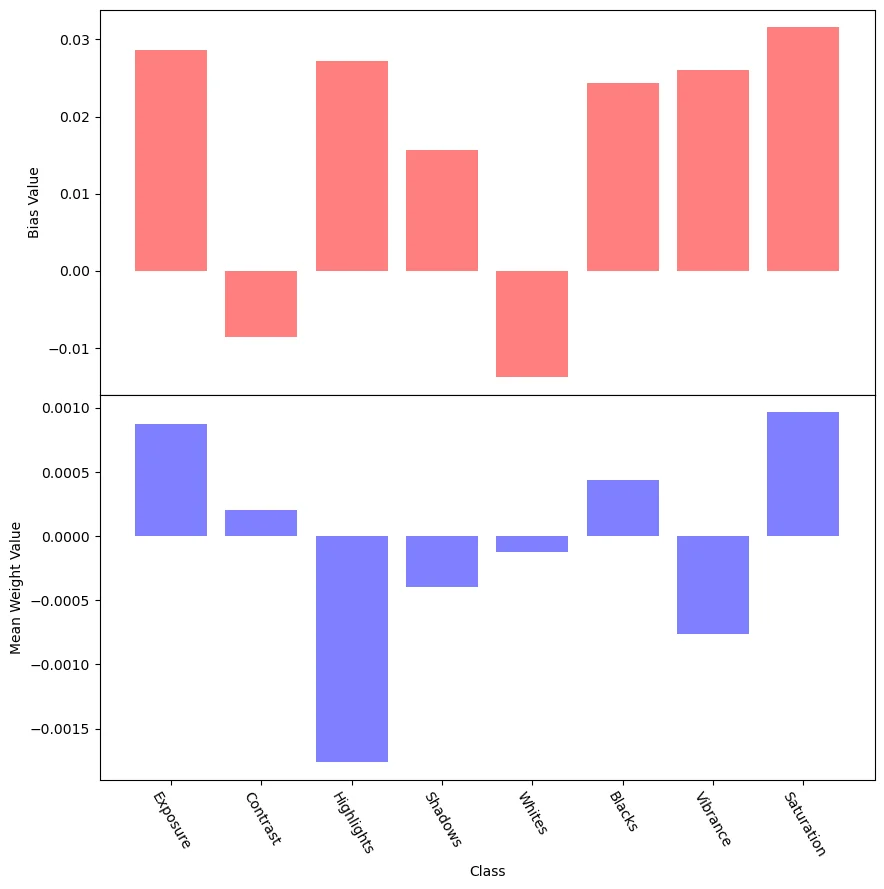 0.03
0.02
0.01
0.00
−0.01
Bias Value
0.0010
0.0005
0.0000
−0.0005
−0.0010
−0.0015
Mean Weight Value
Exposure
Contrast
Highlights
Shadows
Whites
Blacks
Vibrance
Saturation
Class